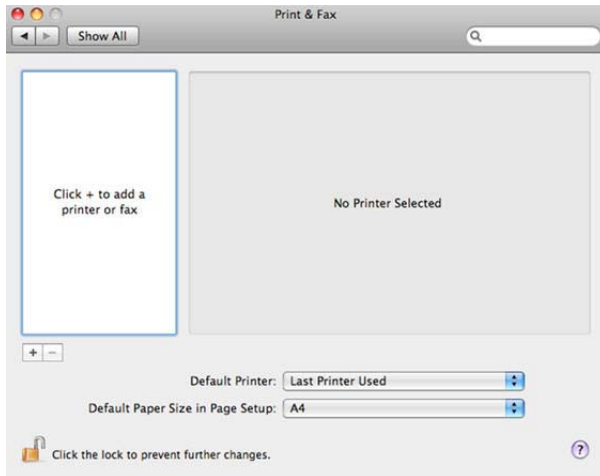 Print & Fax
Show All
Click + to add a
printer or fax
No Printer Selected
+ −
Default Printer: Last Printer Used
Default Paper Size in Page Setup: A4
Click the lock to prevent further changes.
?